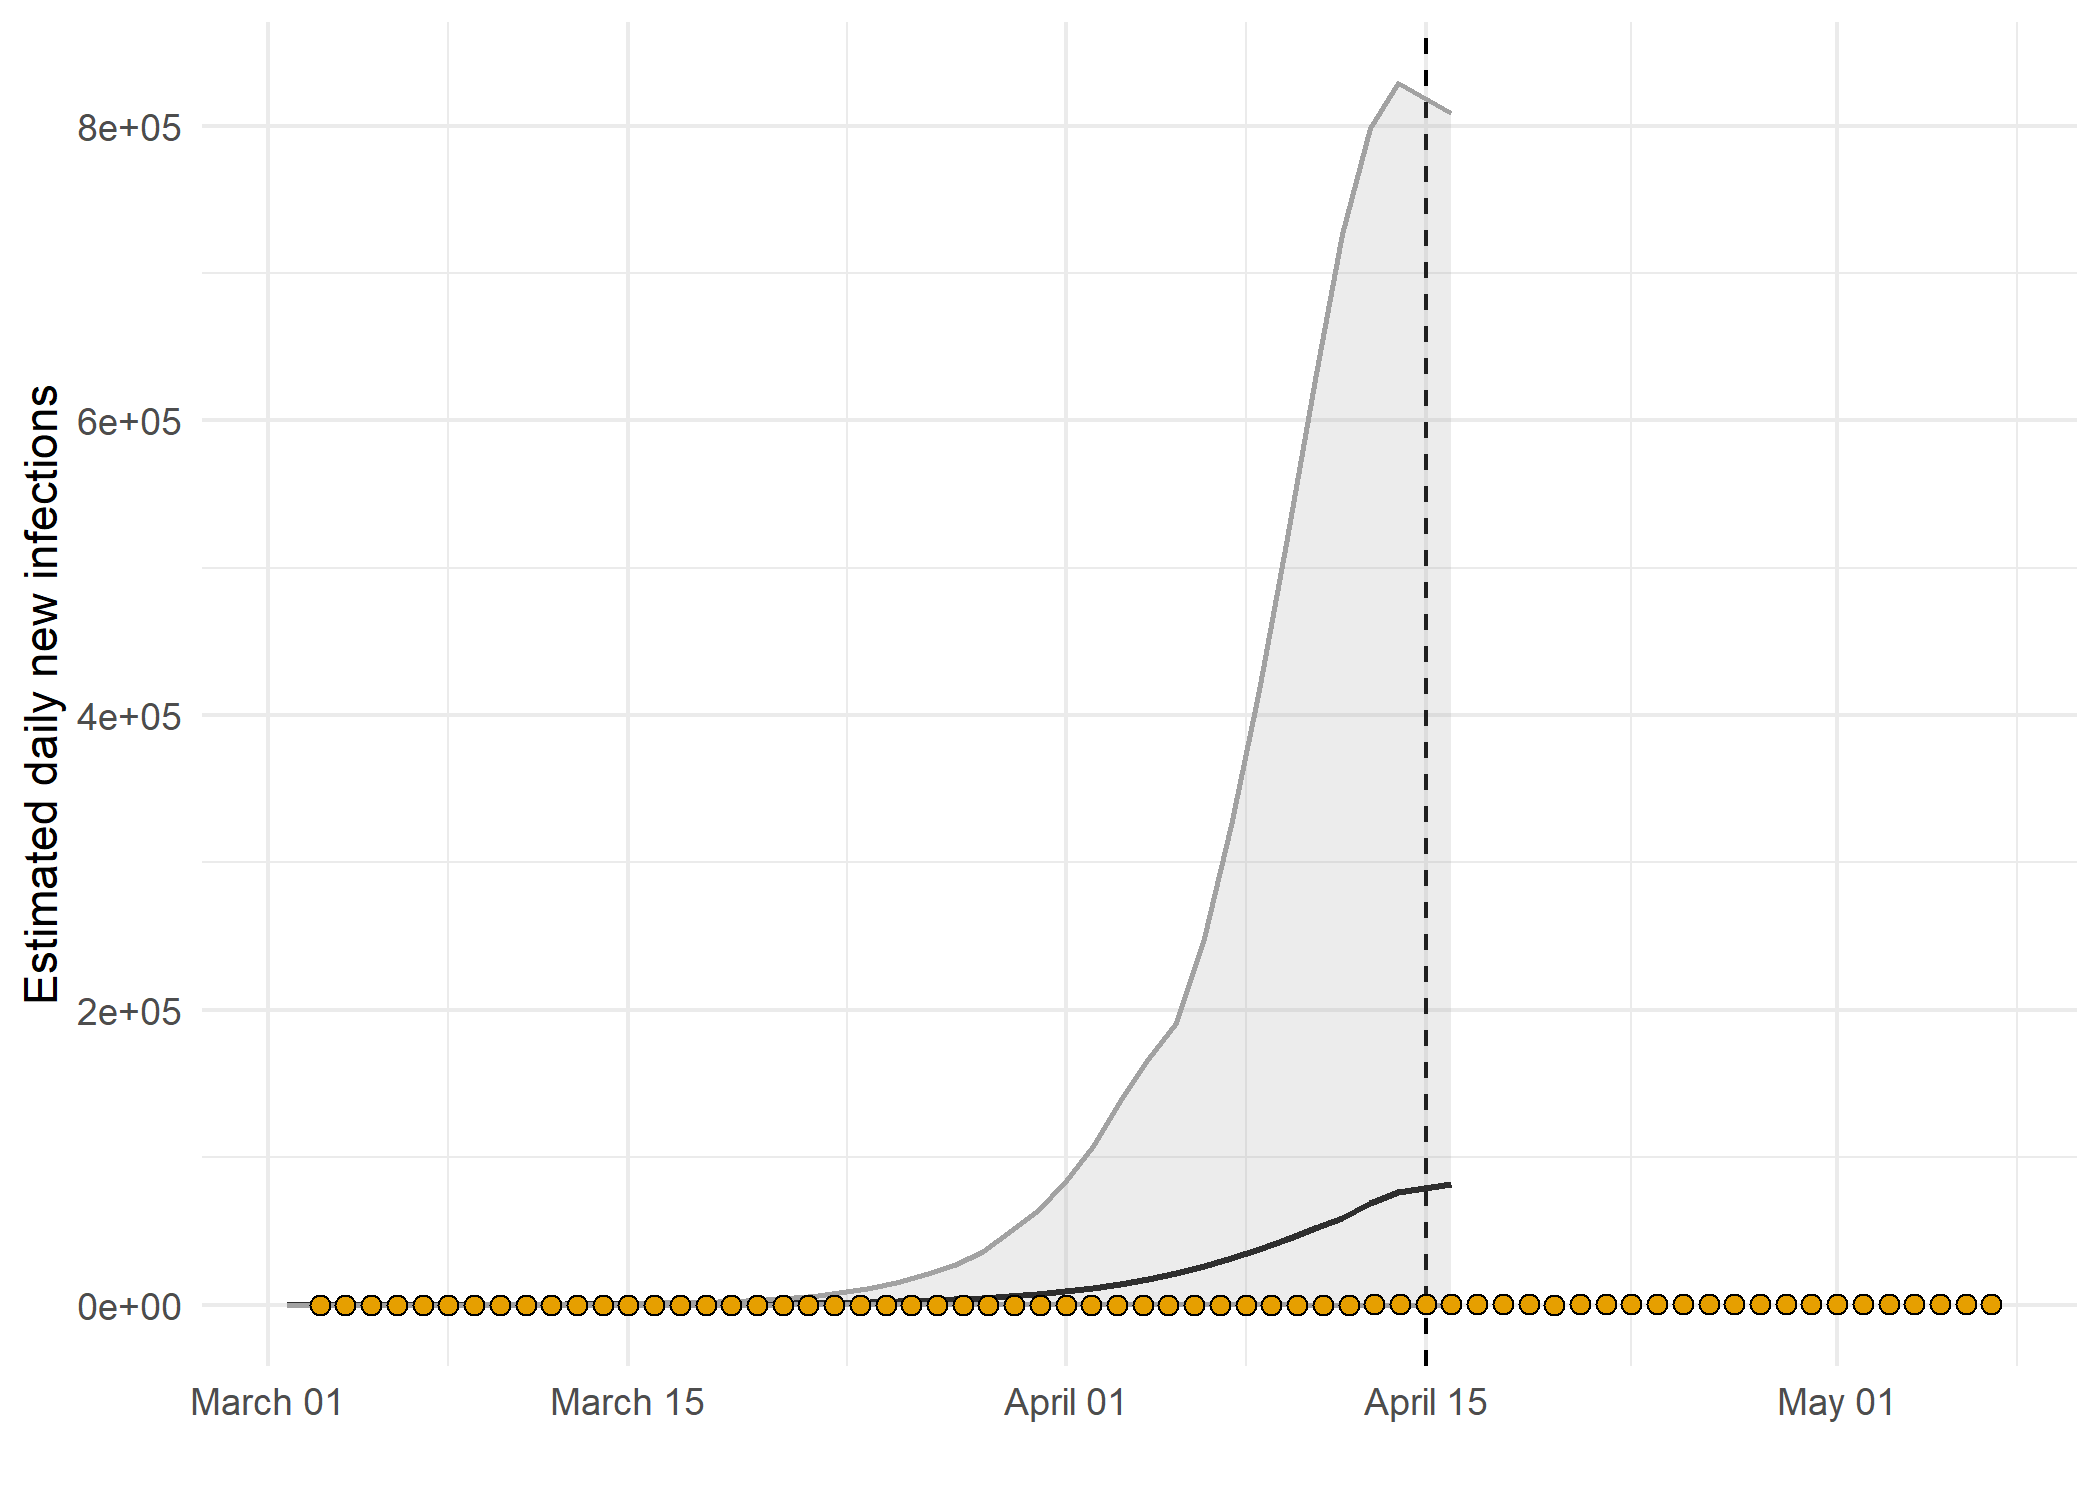 Estimated daily new infections
8e+05
6e+05
4e+05
2e+05
0e+00
March 01
March 15
April 01
April 15
May 01